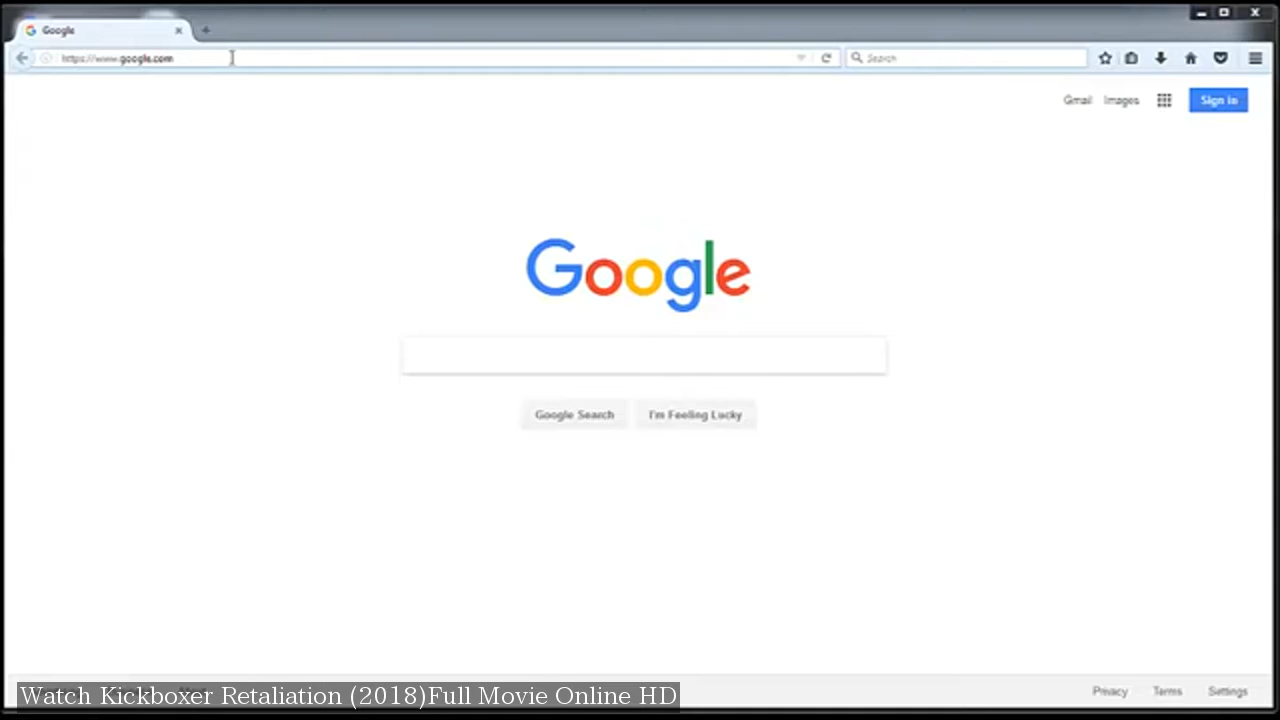 Google
https://www.google.com
Search
Gmail Images Sign in
Google
Google Search I'm Feeling Lucky
Privacy Terms Settings
Watch Kickboxer Retaliation (2018)Full Movie Online HD